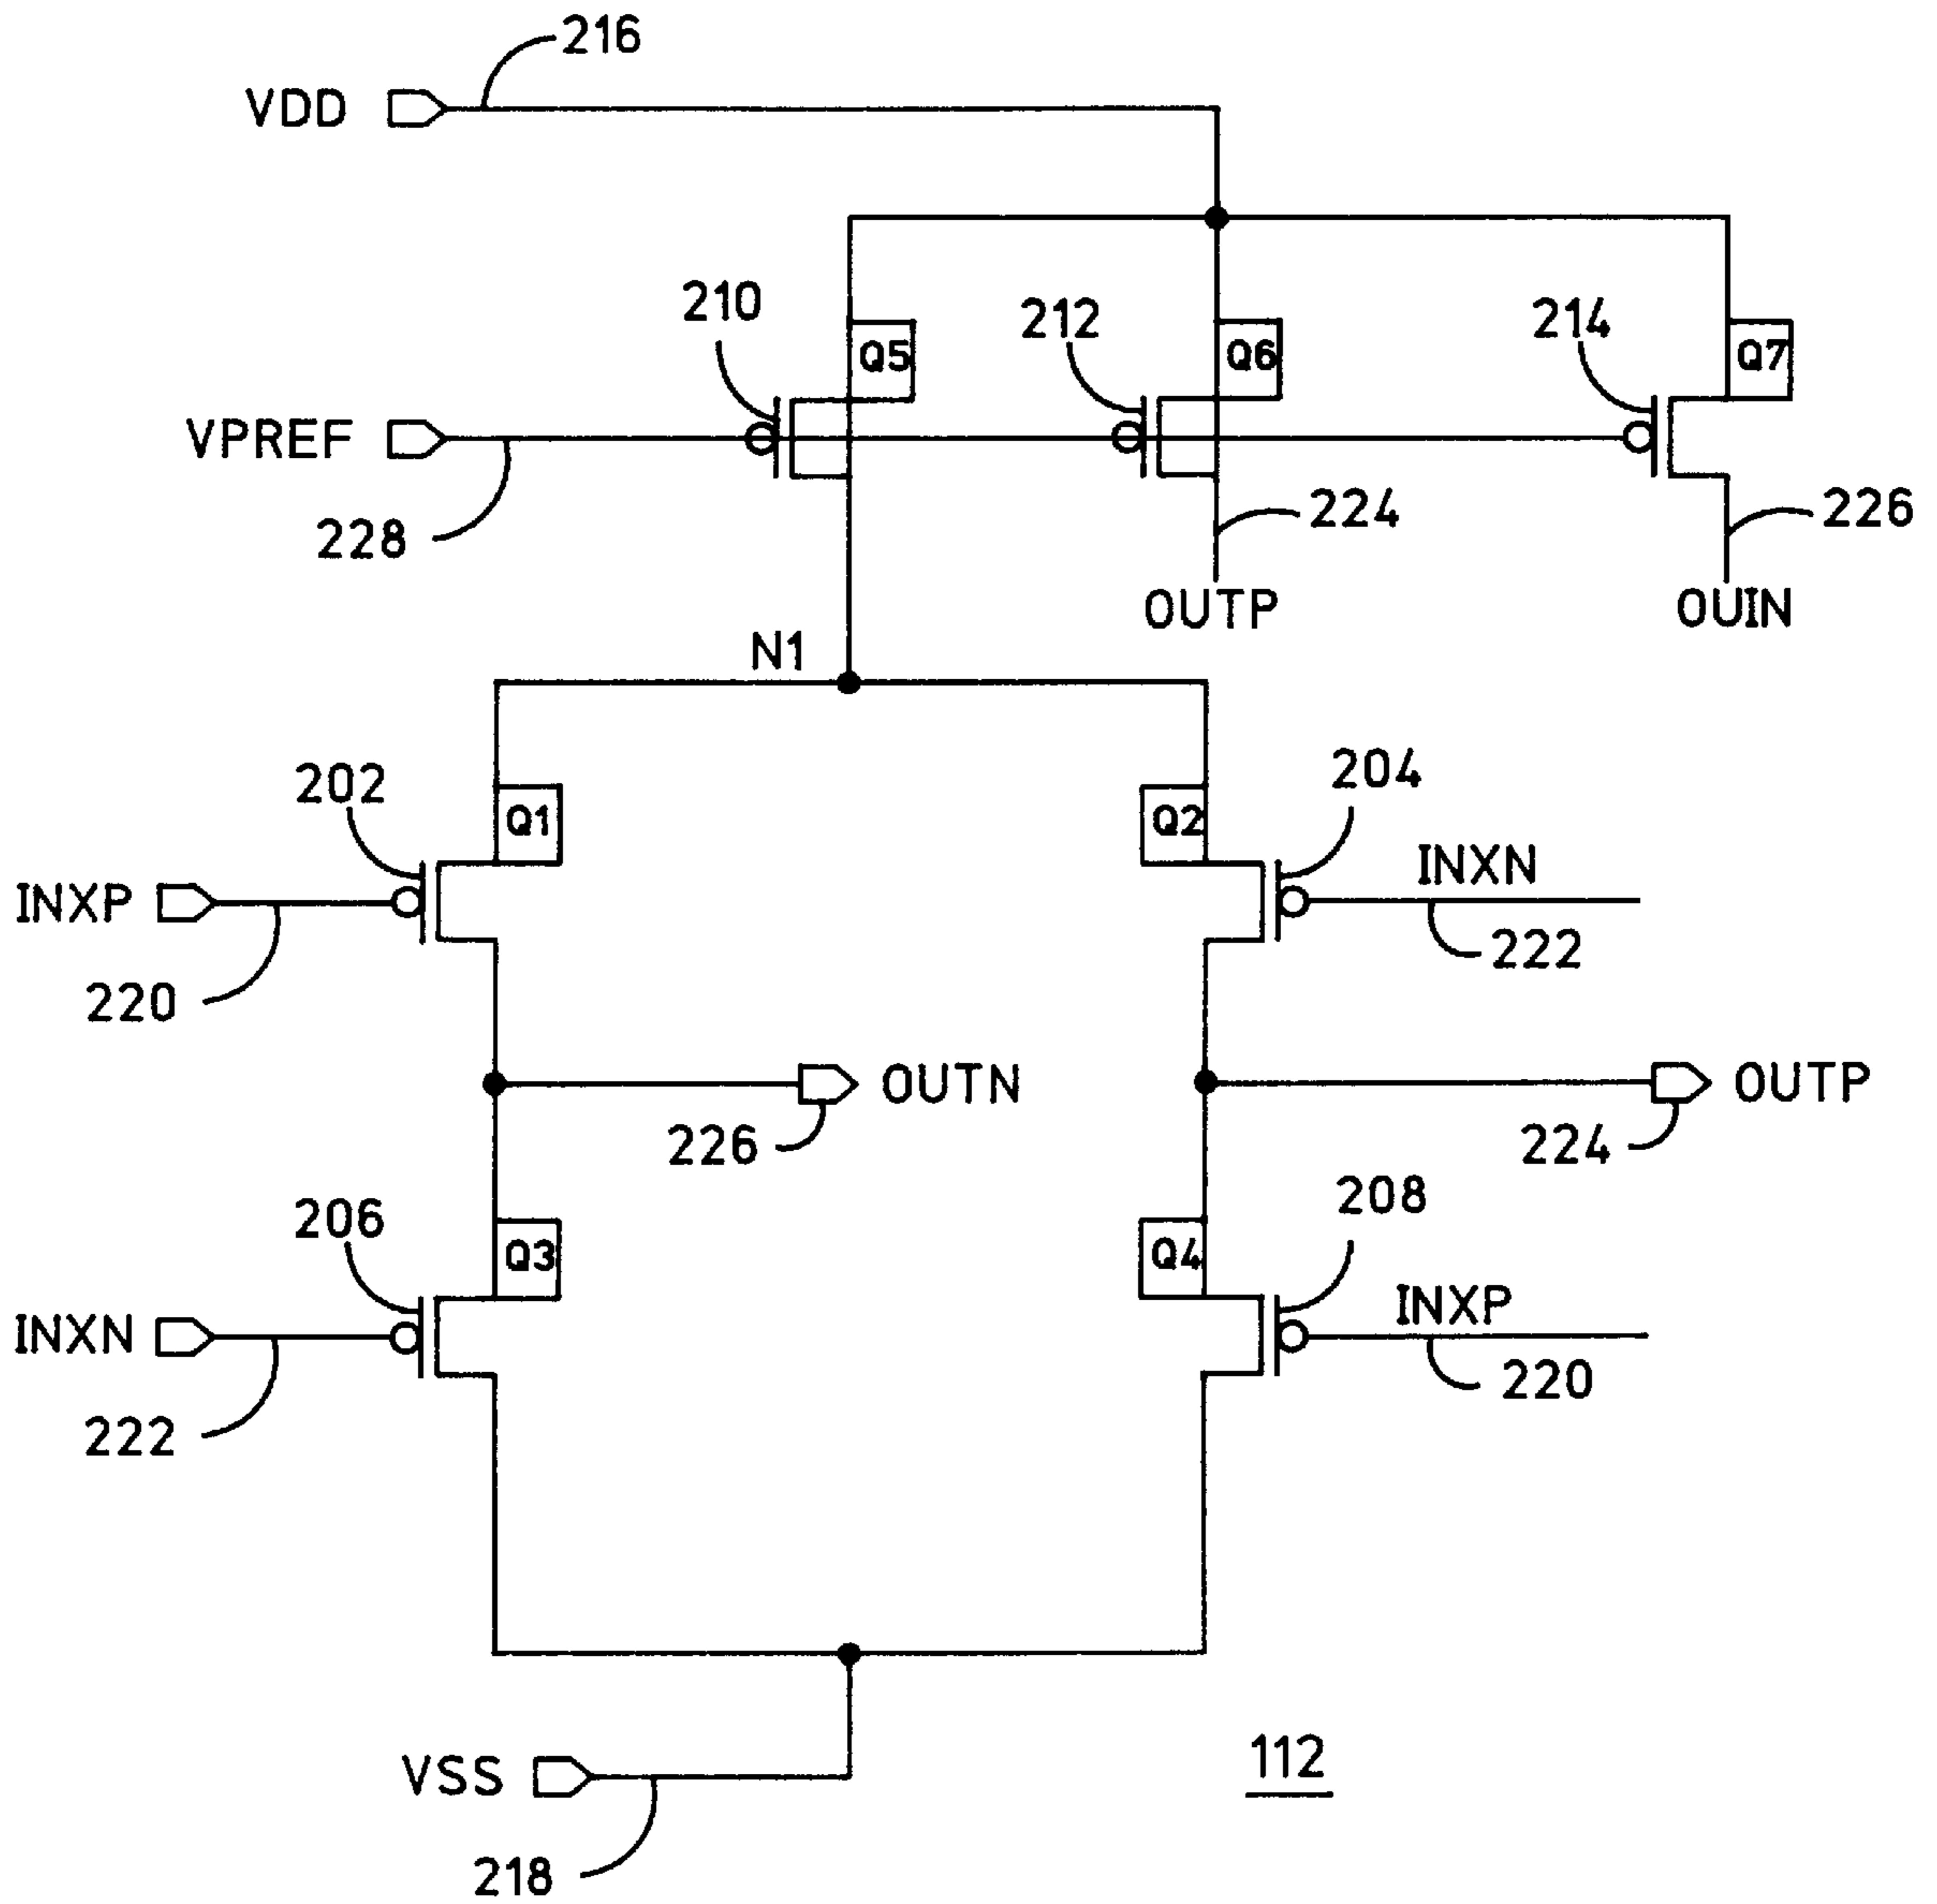 216
VDD
210
212
214
Q5
Q6
Q7
VPREF
228
224
226
OUTP
OUIN
N1
202
204
Q1
Q2
INXP
INXN
220
222
OUTN
OUTP
226
224
206
208
Q3
Q4
INXN
INXP
222
220
VSS
112
218